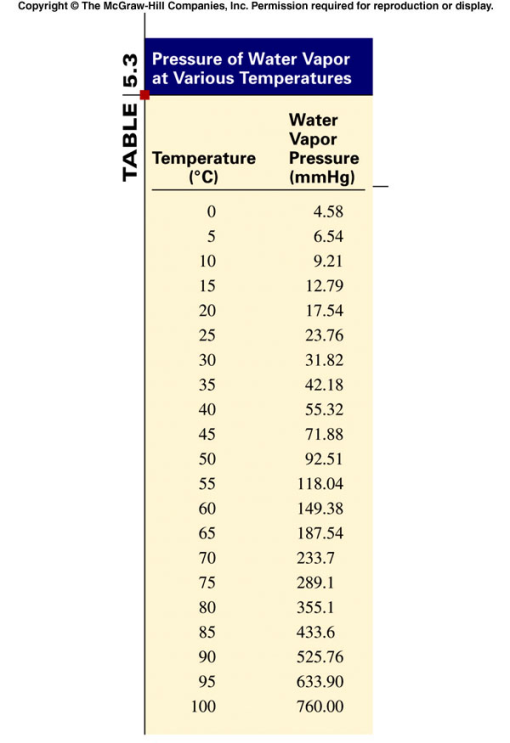 Copyright © The McGraw-Hill Companies, Inc. Permission required for reproduction or display.
TABLE 5.3
Pressure of Water Vapor
at Various Temperatures
Water
Vapor
Temperature Pressure
(°C) (mmHg)
0 4.58
5 6.54
10 9.21
15 12.79
20 17.54
25 23.76
30 31.82
35 42.18
40 55.32
45 71.88
50 92.51
55 118.04
60 149.38
65 187.54
70 233.7
75 289.1
80 355.1
85 433.6
90 525.76
95 633.90
100 760.00